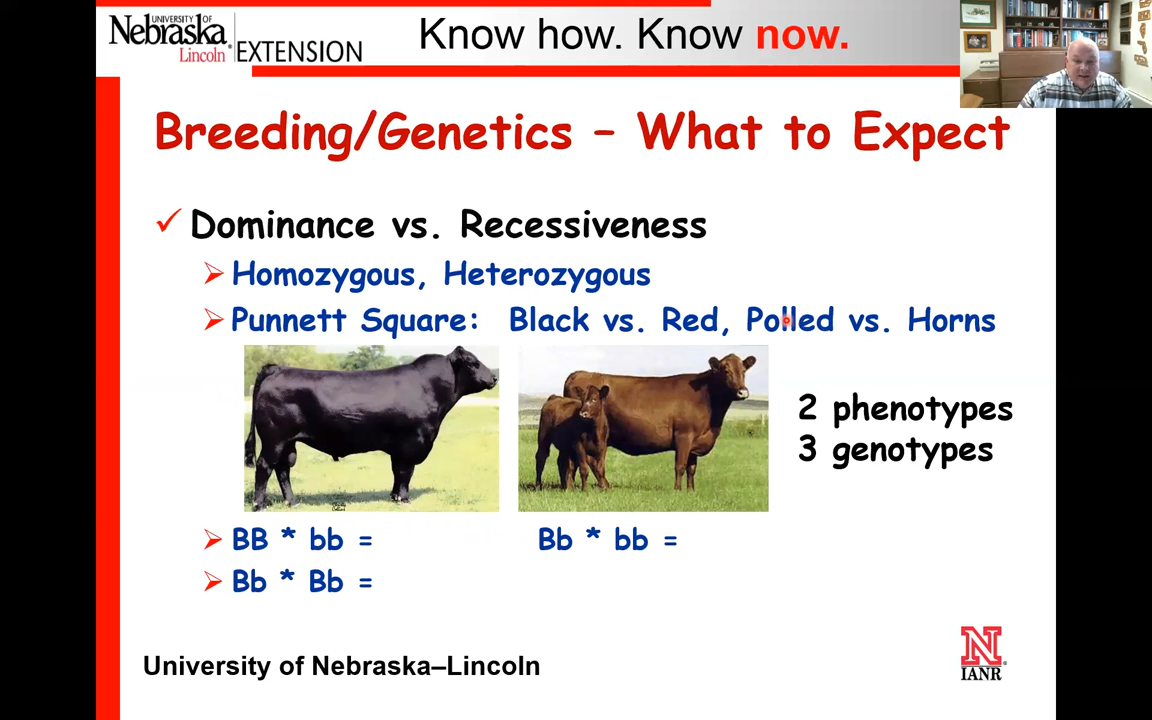 UNIVERSITY OF
Nebraska
Lincoln
EXTENSION
Know how. Know now.
Breeding/Genetics – What to Expect
Dominance vs. Recessiveness
Homozygous, Heterozygous
Punnett Square: Black vs. Red, Polled vs. Horns
2 phenotypes
3 genotypes
BB * bb =
Bb * bb =
Bb * Bb =
University of Nebraska–Lincoln
N
IANR